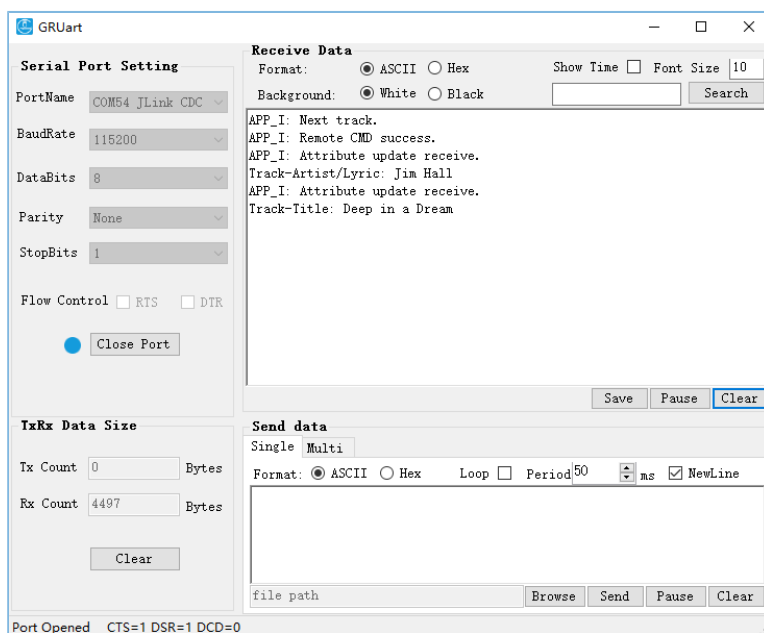 GRUart
Serial Port Setting
PortName COM54 JLink CDC
BaudRate 115200
DataBits 8
Parity None
StopBits 1
Flow Control RTS DTR
Close Port
Receive Data
Format: ASCII Hex Show Time Font Size 10
Background: White Black Search
APP_I: Next track.
APP_I: Remote CMD success.
APP_I: Attribute update receive.
Track-Artist/Lyric: Jim Hall
APP_I: Attribute update receive.
Track-Title: Deep in a Dream
Save Pause Clear
TxRx Data Size
Tx Count 0 Bytes
Rx Count 4497 Bytes
Clear
Send data
Single Multi
Format: ASCII Hex Loop Period 50 ms NewLine
file path Browse Send Pause Clear
Port Opened CTS=1 DSR=1 DCD=0